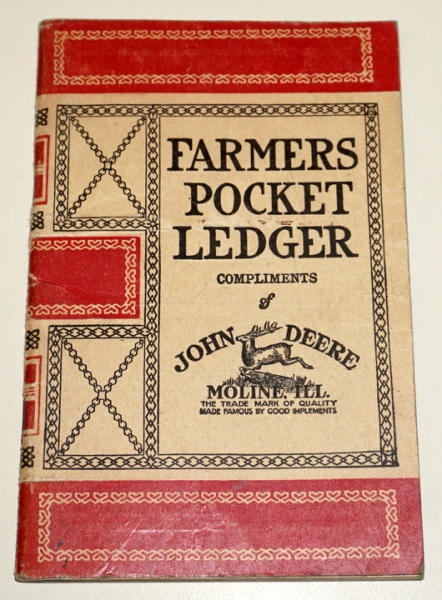 FARMERS
POCKET
LEDGER
COMPLIMENTS
of
JOHN DEERE
MOLINE, ILL.
THE TRADE MARK OF QUALITY
MADE FAMOUS BY GOOD IMPLEMENTS